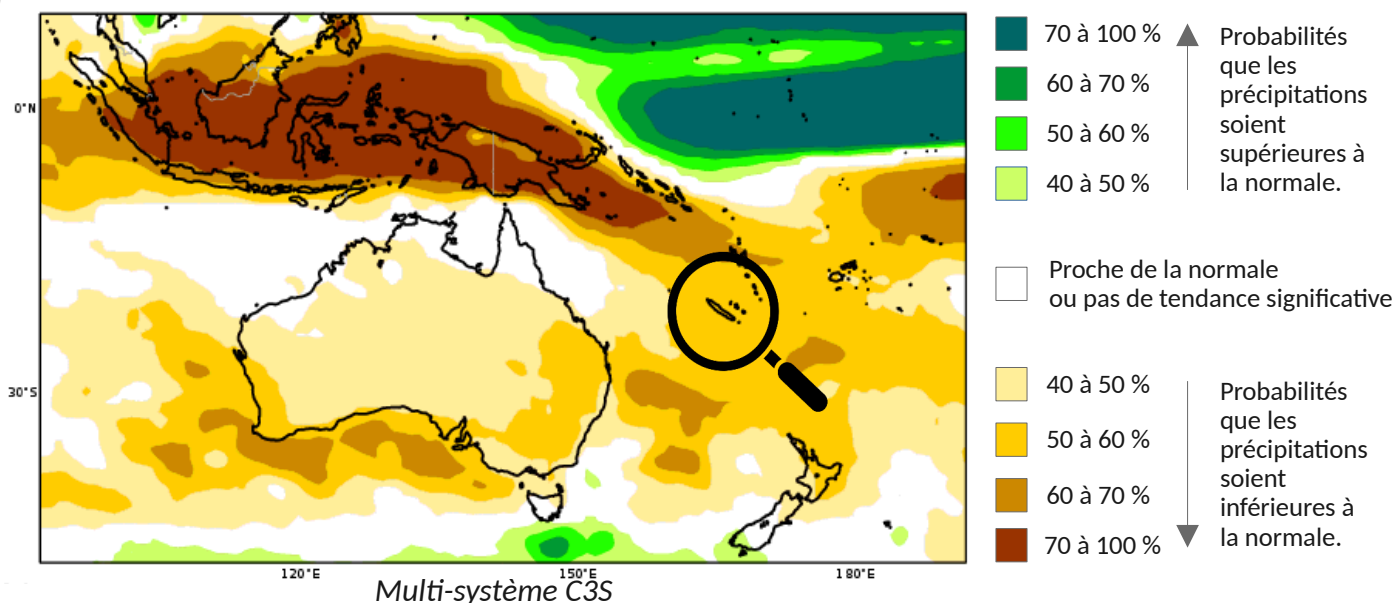 70 à 100 %
60 à 70 %
50 à 60 %
40 à 50 %
Probabilités
que les
précipitations
soient
supérieures à
la normale.
Proche de la normale
ou pas de tendance significative
40 à 50 %
50 à 60 %
60 à 70 %
70 à 100 %
Probabilités
que les
précipitations
soient
inférieures à
la normale.
0°N
30°S
120°E
150°E
180°E
Multi-système C3S